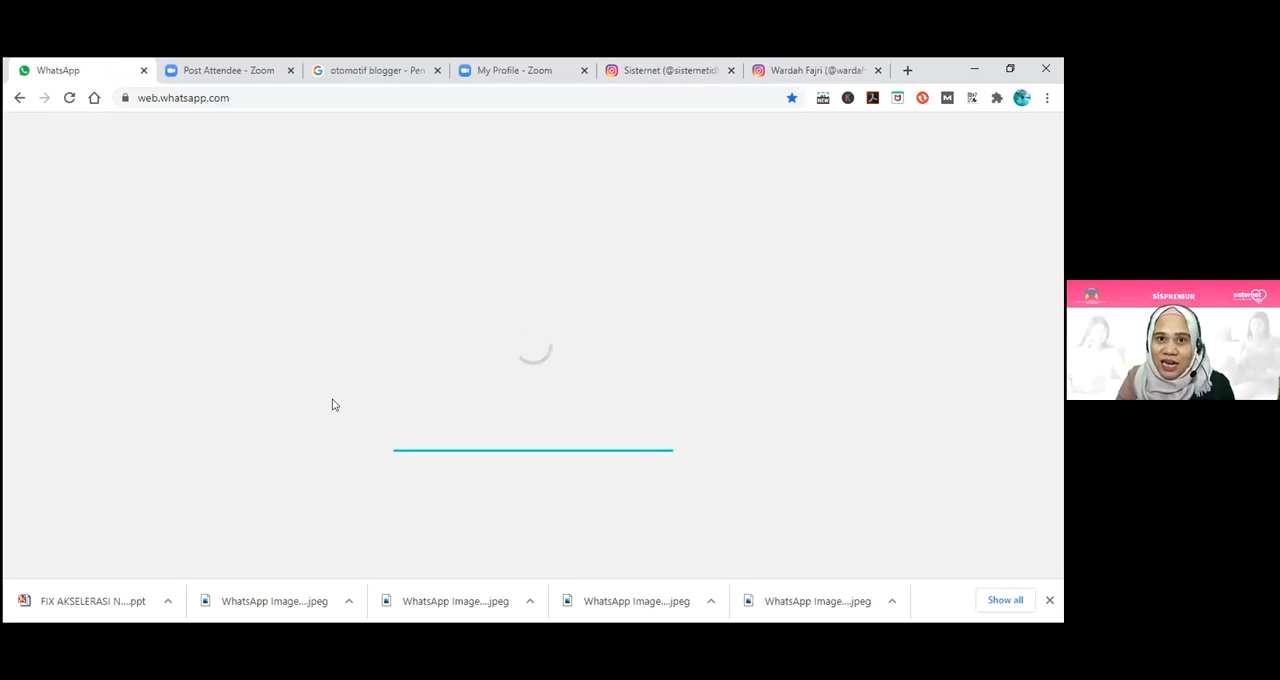 WhatsApp
Post Attendee - Zoom
otomotif blogger - Pen
My Profile - Zoom
Sisternet (@sisternetid
Wardah Fajri (@wardah
web.whatsapp.com
NEW
SISPRENEUR
sisternet
FIX AKSELERASI N....ppt
WhatsApp Image....jpeg
WhatsApp Image....jpeg
WhatsApp Image....jpeg
WhatsApp Image....jpeg
Show all